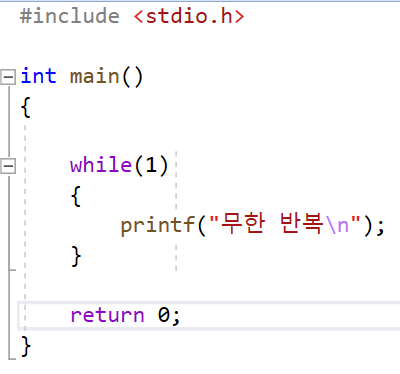 #include <stdio.h>
int main()
{
while(1)
{
printf("무한 반복\n");
}
return 0;
}